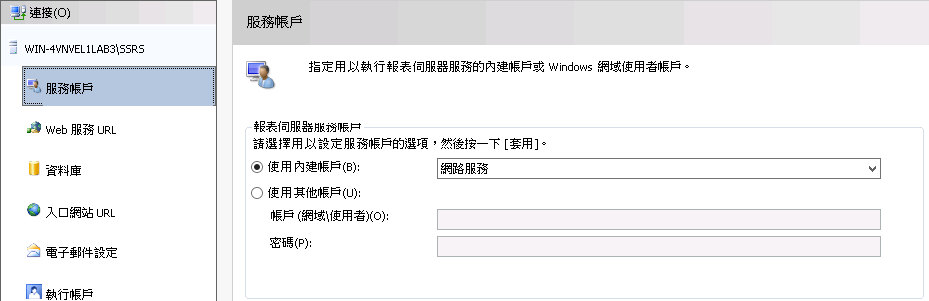 連接(O)
WIN-4VNVEL1LAB3\SSRS
服務帳戶
Web 服務 URL
資料庫
入口網站 URL
電子郵件設定
執行帳戶
服務帳戶
指定用以執行報表伺服器服務的內建帳戶或 Windows 網域使用者帳戶。
報表伺服器服務帳戶
請選擇用以設定服務帳戶的選項，然後按一下 [套用]。
使用內建帳戶(B):
網路服務
使用其他帳戶(U):
帳戶 (網域\使用者)(O):
密碼(P):